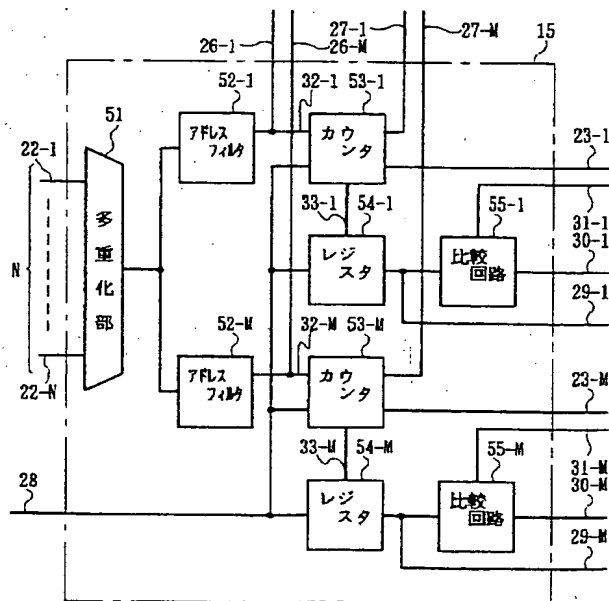 27-1
27-M
26-1
26-M
15
52-1
32-1
53-1
51
22-1
アドレス
フィルタ
カウ
ンタ
23-1
33-1
54-1
55-1
31-1
30-1
多重化部
レジ
スタ
比較
回路
N
29-1
52-M
32-M
53-M
アドレス
フィルタ
カウ
ンタ
22-N
23-M
33-M
54-M
55-M
31-M
30-M
28
レジ
スタ
比較
回路
29-M